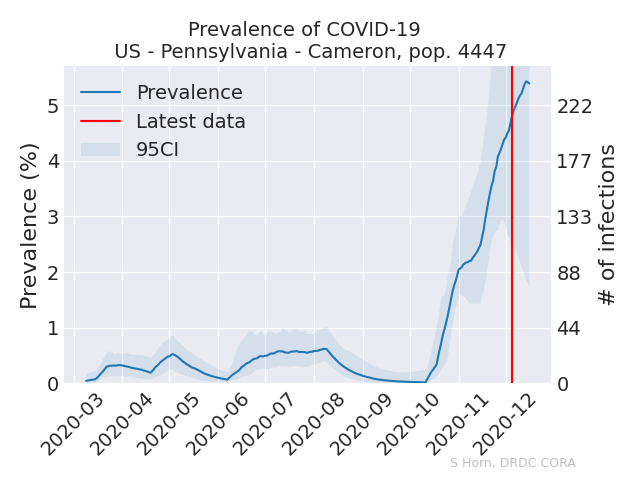 Prevalence of COVID-19
US - Pennsylvania - Cameron, pop. 4447
Prevalence
Latest data
95CI
Prevalence (%)
5
4
3
2
1
0
222
177
133
88
44
0
# of infections
2020-03
2020-04
2020-05
2020-06
2020-07
2020-08
2020-09
2020-10
2020-11
2020-12
S Horn, DRDC CORA